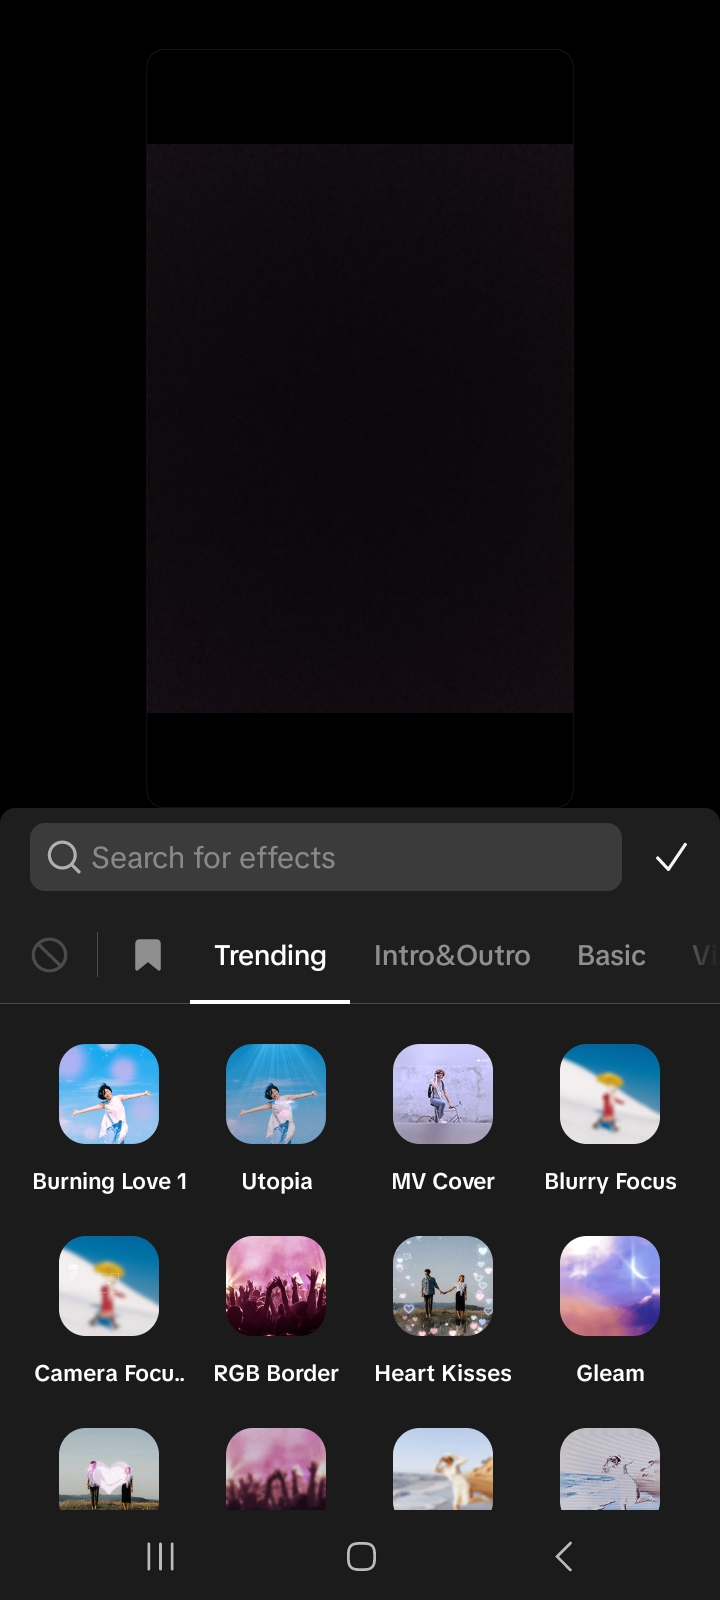 Search for effects
Trending Intro&Outro Basic
Burning Love 1 Utopia MV Cover Blurry Focus
Camera Focu.. RGB Border Heart Kisses Gleam